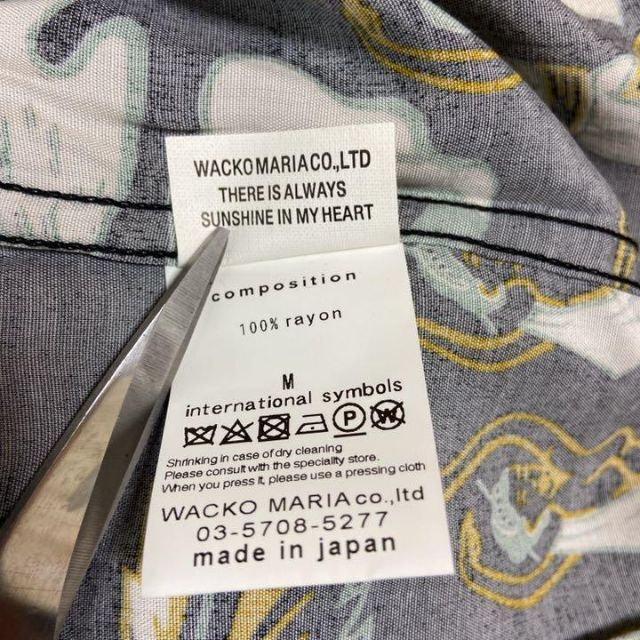 WACKO MARIA CO.,LTD
THERE IS ALWAYS
SUNSHINE IN MY HEART
composition
100% rayon
M
international symbols
P W
Shrinking in case of dry cleaning
Please consult with the specialty store.
When you press it, please use a pressing cloth
WACKO MARIA co.,ltd
03-5708-5277
made in japan